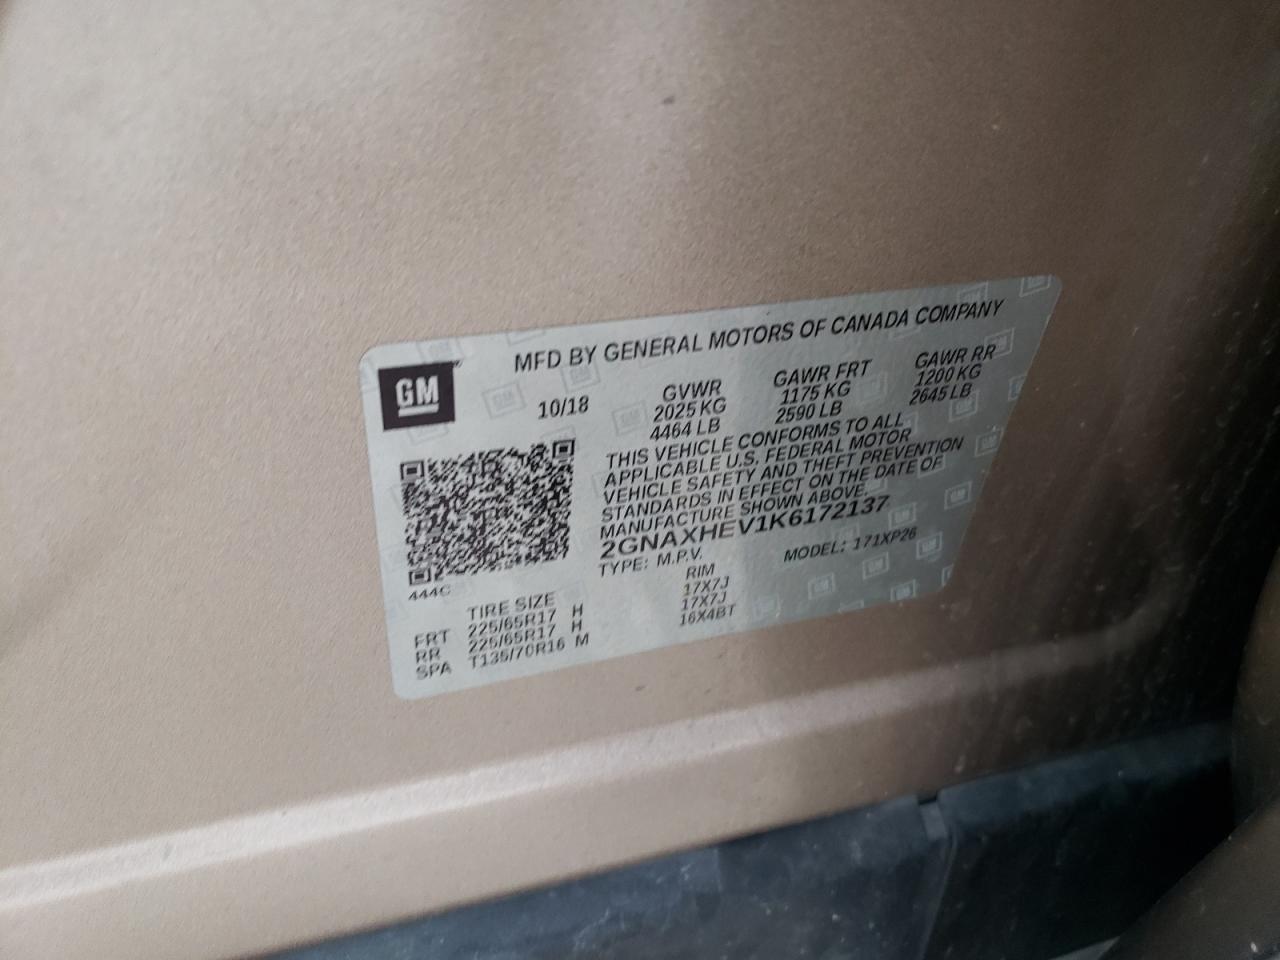 MFD BY GENERAL MOTORS OF CANADA COMPANY
GM
10/18
GVWR GAWR FRT GAWR RR
2025 KG 1175 KG 1200 KG
4464 LB 2590 LB 2645 LB
THIS VEHICLE CONFORMS TO ALL
APPLICABLE U.S. FEDERAL MOTOR
VEHICLE SAFETY AND THEFT PREVENTION
STANDARDS IN EFFECT ON THE DATE OF
MANUFACTURE SHOWN ABOVE.
2GNAXHEV1K6172137
TYPE: M.P.V. MODEL: 171XP26
444C
TIRE SIZE RIM
FRT 225/65R17 H 17X7J
RR 225/65R17 H 17X7J
SPA T135/70R16 M 16X4BT